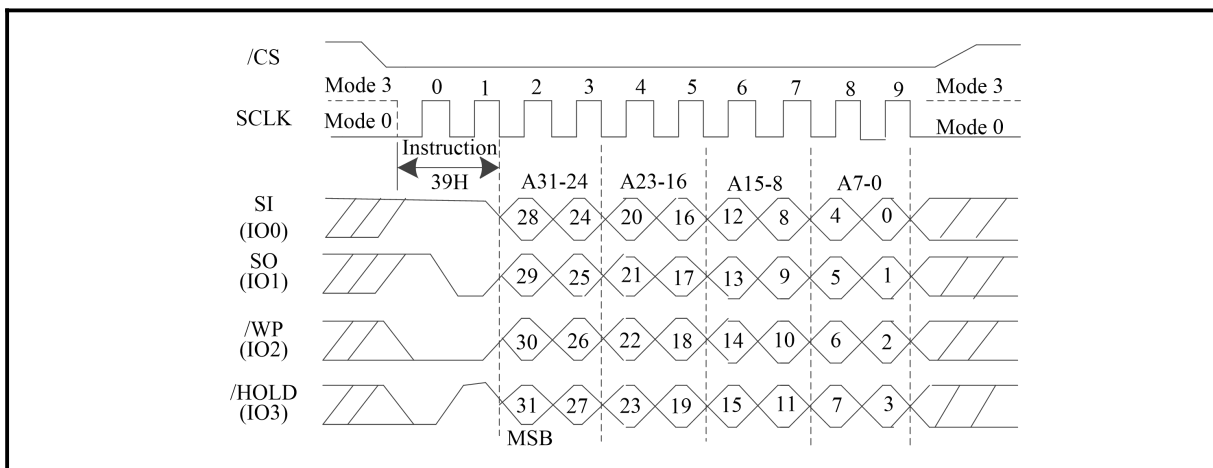 /CS
Mode 3 0 1 2 3 4 5 6 7 8 9 Mode 3
SCLK Mode 0 Mode 0
Instruction
39H A31-24 A23-16 A15-8 A7-0
SI
(IO0) 28 24 20 16 12 8 4 0
SO
(IO1) 29 25 21 17 13 9 5 1
/WP
(IO2) 30 26 22 18 14 10 6 2
/HOLD
(IO3) 31 27 23 19 15 11 7 3
MSB